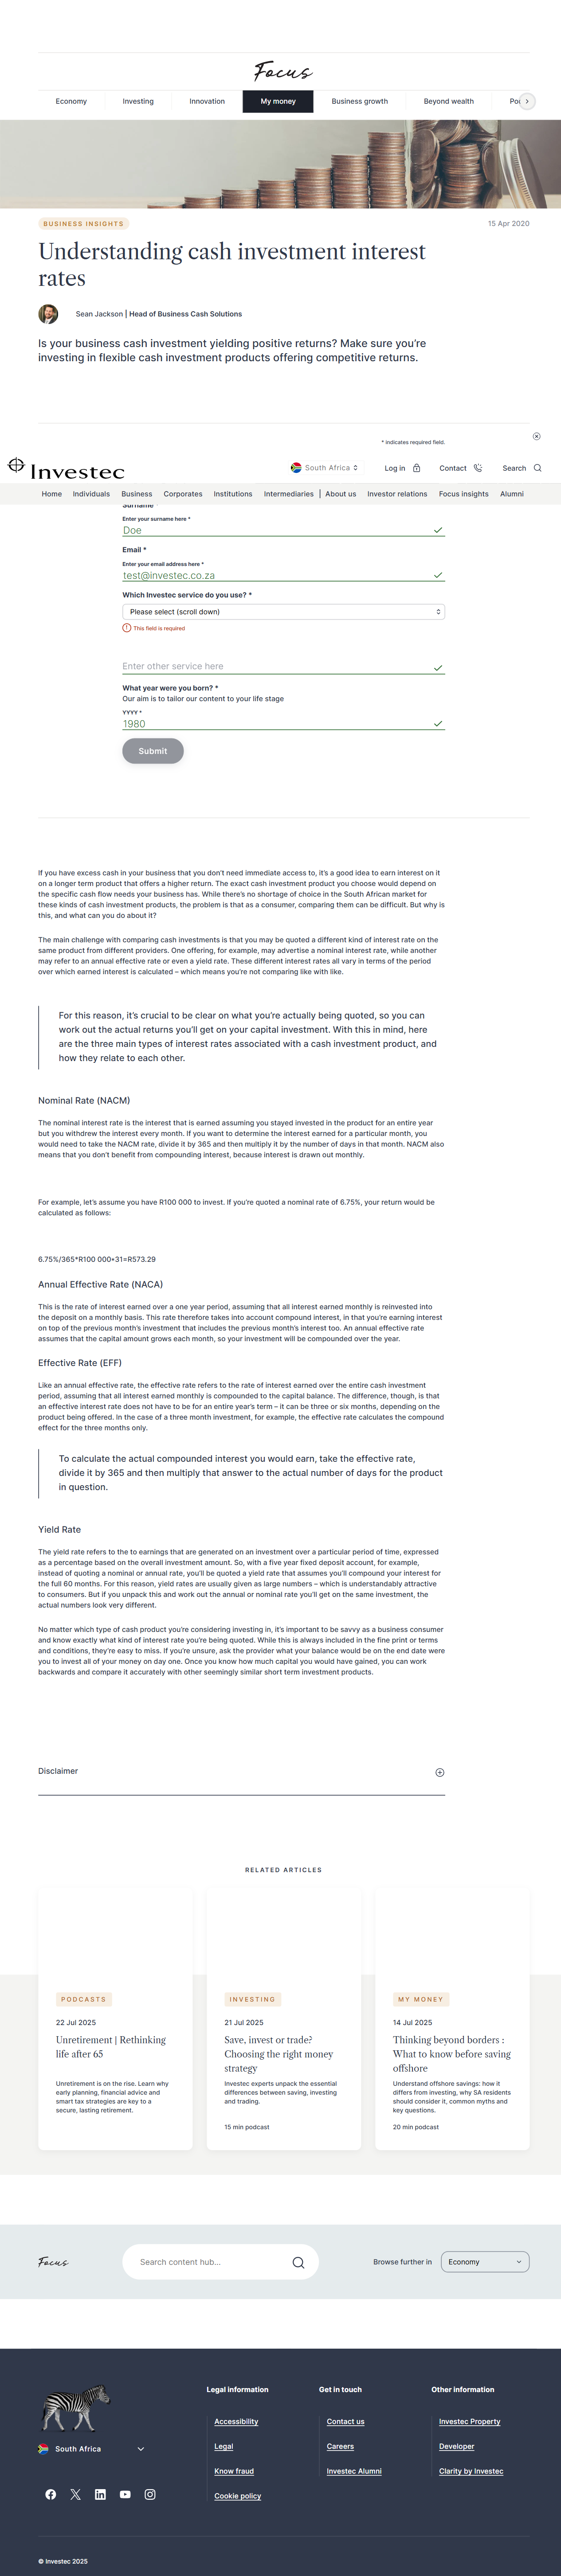 Focus
Economy
Investing
Innovation
My money
Business growth
Beyond wealth
BUSINESS INSIGHTS
15 Apr 2020
Understanding cash investment interest
rates
Sean Jackson | Head of Business Cash Solutions
Is your business cash investment yielding positive returns? Make sure you're
investing in flexible cash investment products offering competitive returns.
* indicates required field.
Investec
South Africa
Log in
Contact
Search
Home
Individuals
Business
Corporates
Institutions
Intermediaries
About us
Investor relations
Focus insights
Alumni
Surname *
Enter your surname here *
Doe
Email *
Enter your email address here *
test@investec.co.za
Which Investec service do you use? *
Please select (scroll down)
This field is required
Enter other service here
What year were you born? *
Our aim is to tailor our content to your life stage
YYYY *
1980
Submit
If you have excess cash in your business that you don't need immediate access to, it's a good idea to earn interest on it
on a longer term product that offers a higher return. The exact cash investment product you choose would depend on
the specific cash flow needs your business has. While there's no shortage of choice in the South African market for
these kinds of cash investment products, the problem is that as a consumer, comparing them can be difficult. But why is
this, and what can you do about it?
The main challenge with comparing cash investments is that you may be quoted a different kind of interest rate on the
same product from different providers. One offering, for example, may advertise a nominal interest rate, while another
may refer to an annual effective rate or even a yield rate. These different interest rates all vary in terms of the period
over which earned interest is calculated – which means you're not comparing like with like.
For this reason, it's crucial to be clear on what you're actually being quoted, so you can
work out the actual returns you'll get on your capital investment. With this in mind, here
are the three main types of interest rates associated with a cash investment product, and
how they relate to each other.
Nominal Rate (NACM)
The nominal interest rate is the interest that is earned assuming you stayed invested in the product for an entire year
but you withdrew the interest every month. If you want to determine the interest earned for a particular month, you
would need to take the NACM rate, divide it by 365 and then multiply it by the number of days in that month. NACM also
means that you don't benefit from compounding interest, because interest is drawn out monthly.
For example, let's assume you have R100 000 to invest. If you're quoted a nominal rate of 6.75%, your return would be
calculated as follows:
6.75%/365*R100 000*31=R573.29
Annual Effective Rate (NACA)
This is the rate of interest earned over a one year period, assuming that all interest earned monthly is reinvested into
the deposit on a monthly basis. This rate therefore takes into account compound interest, in that you're earning interest
on top of the previous month's investment that includes the previous month's interest too. An annual effective rate
assumes that the capital amount grows each month, so your investment will be compounded over the year.
Effective Rate (EFF)
Like an annual effective rate, the effective rate refers to the rate of interest earned over the entire cash investment
period, assuming that all interest earned monthly is compounded to the capital balance. The difference, though, is that
an effective interest rate does not have to be for an entire year's term – it can be three or six months, depending on the
product being offered. In the case of a three month investment, for example, the effective rate calculates the compound
effect for the three months only.
To calculate the actual compounded interest you would earn, take the effective rate,
divide it by 365 and then multiply that answer to the actual number of days for the product
in question.
Yield Rate
The yield rate refers to the to earnings that are generated on an investment over a particular period of time, expressed
as a percentage based on the overall investment amount. So, with a five year fixed deposit account, for example,
instead of quoting a nominal or annual rate, you'll be quoted a yield rate that assumes you'll compound your interest for
the full 60 months. For this reason, yield rates are usually given as large numbers – which is understandably attractive
to consumers. But if you unpack this and work out the annual or nominal rate you'll get on the same investment, the
actual numbers look very different.
No matter which type of cash product you're considering investing in, it's important to be savvy as a business consumer
and know exactly what kind of interest rate you're being quoted. While this is always included in the fine print or terms
and conditions, they're easy to miss. If you're unsure, ask the provider what your balance would be on the end date were
you to invest all of your money on day one. Once you know how much capital you would have gained, you can work
backwards and compare it accurately with other seemingly similar short term investment products.
Disclaimer
RELATED ARTICLES
PODCASTS
22 Jul 2025
Unretirement | Rethinking
life after 65
Unretirement is on the rise. Learn why
early planning, financial advice and
smart tax strategies are key to a
secure, lasting retirement.
INVESTING
21 Jul 2025
Save, invest or trade?
Choosing the right money
strategy
Investec experts unpack the essential
differences between saving, investing
and trading.
15 min podcast
MY MONEY
14 Jul 2025
Thinking beyond borders :
What to know before saving
offshore
Understand offshore savings: how it
differs from investing, why SA residents
should consider it, common myths and
key questions.
20 min podcast
Focus
Search content hub...
Browse further in
Economy
South Africa
Legal information
Accessibility
Legal
Know fraud
Cookie policy
Get in touch
Contact us
Careers
Investec Alumni
Other information
Investec Property
Developer
Clarity by Investec
© Investec 2025